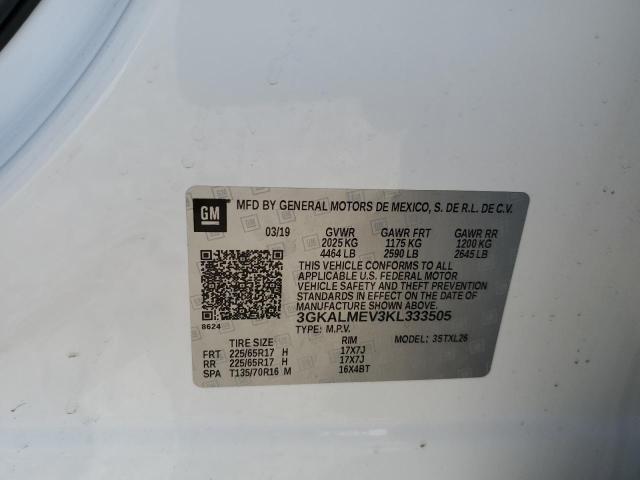 GM
MFD BY GENERAL MOTORS DE MEXICO, S. DE R.L. DE C.V.
03/19 GVWR GAWR FRT GAWR RR
2025 KG 1175 KG 1200 KG
4464 LB 2590 LB 2645 LB
THIS VEHICLE CONFORMS TO ALL
APPLICABLE U.S. FEDERAL MOTOR
VEHICLE SAFETY AND THEFT PREVENTION
STANDARDS IN EFFECT ON THE DATE OF
MANUFACTURE SHOWN ABOVE.
3GKALMEV3KL333505
TYPE: M.P.V. MODEL: 3STXL26
8624
TIRE SIZE RIM
FRT 225/65R17 H 17X7J
RR 225/65R17 H 17X7J
SPA T135/70R16 M 16X4BT